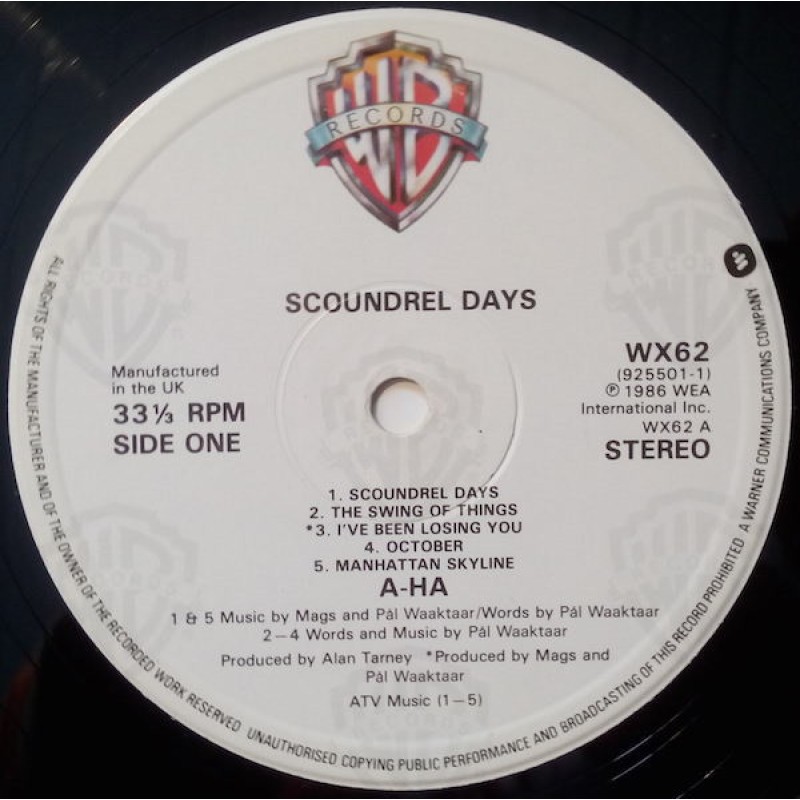 WB
RECORDS
SCOUNDREL DAYS
Manufactured
in the UK
33⅓ RPM
SIDE ONE
WX62
(925501-1)
℗ 1986 WEA
International Inc.
WX62 A
STEREO
1. SCOUNDREL DAYS
2. THE SWING OF THINGS
*3. I'VE BEEN LOSING YOU
4. OCTOBER
5. MANHATTAN SKYLINE
A-HA
1 & 5 Music by Mags and Pål Waaktaar/Words by Pål Waaktaar
2–4 Words and Music by Pål Waaktaar
Produced by Alan Tarney *Produced by Mags and
Pål Waaktaar
ATV Music (1–5)
ALL RIGHTS OF THE MANUFACTURER AND OF THE OWNER OF THE RECORDED WORK RESERVED UNAUTHORISED COPYING PUBLIC PERFORMANCE AND BROADCASTING OF THIS RECORD PROHIBITED A WARNER COMMUNICATIONS COMPANY